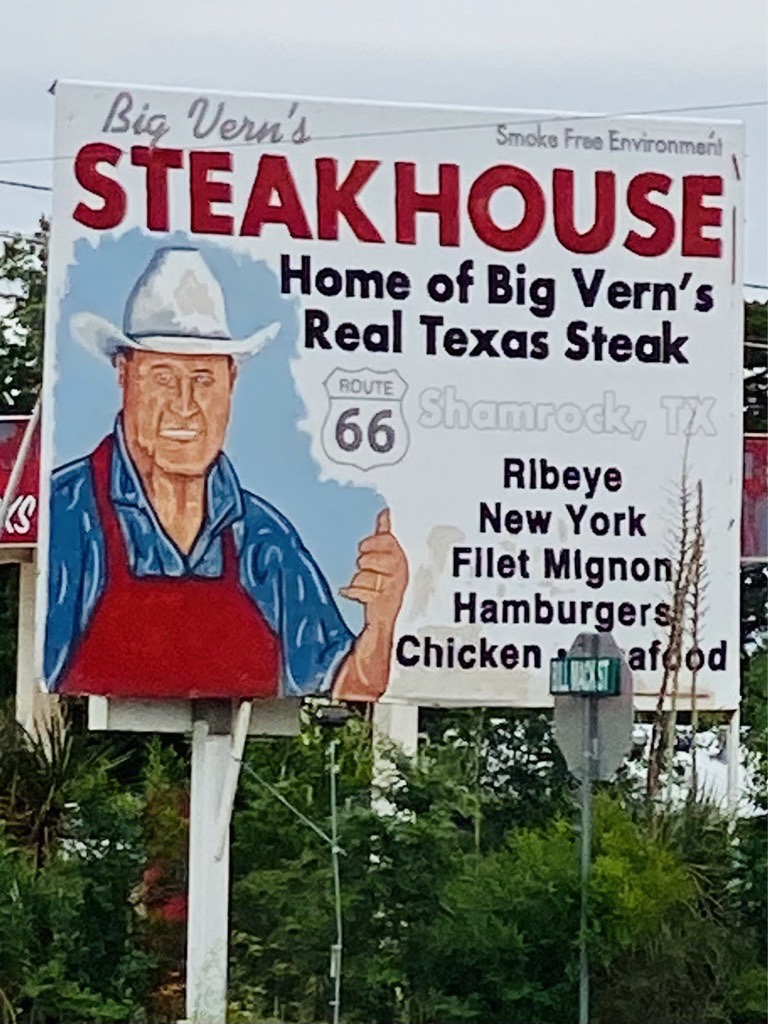 Big Vern's
Smoke Free Environment
STEAKHOUSE
Home of Big Vern's
Real Texas Steak
ROUTE
66
Shamrock, TX
Ribeye
New York
Filet Mignon
Hamburgers
Chicken •